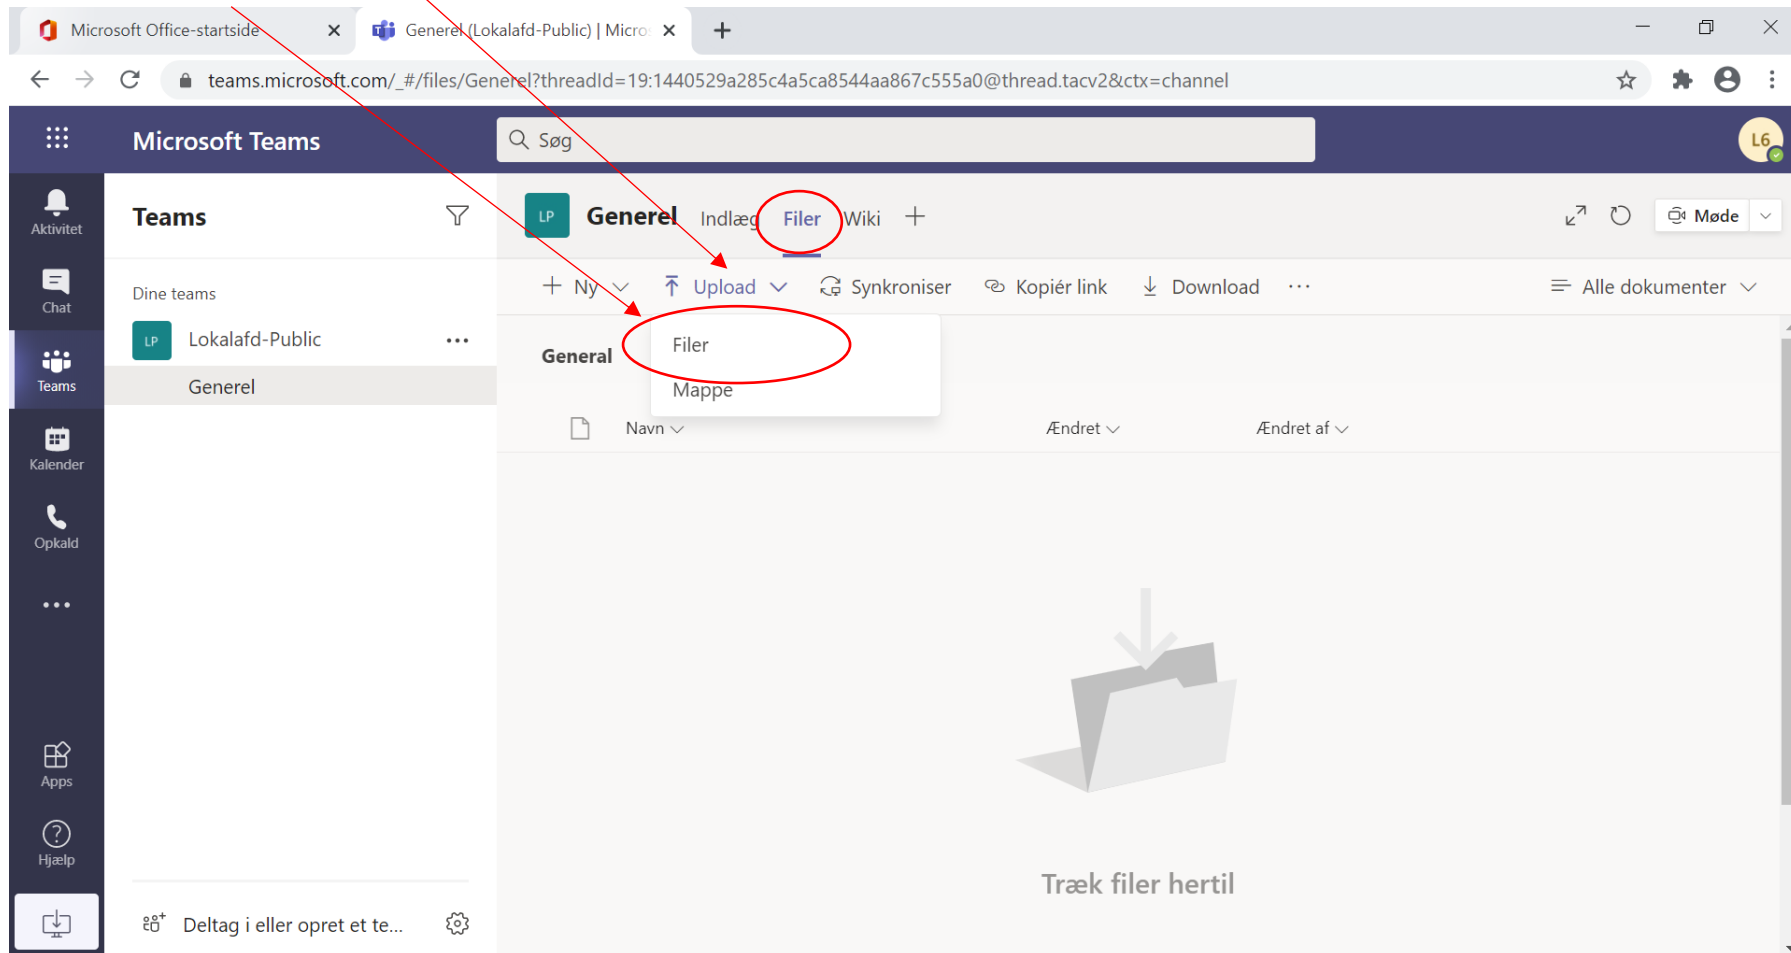 Microsoft Office-startside
Generel (Lokalafd-Public) | Micro
teams.microsoft.com/_#/files/Generel?threadId=19:1440529a285c4a5ca8544aa867c555a0@thread.tacv2&ctx=channel
Microsoft Teams
Søg
L6
Aktivitet
Chat
Teams
Kalender
Opkald
Apps
Hjælp
Teams
Dine teams
LP Lokalafd-Public
Generel
Deltag i eller opret et te...
LP Generel Indlæg Filer Wiki
Møde
Ny Upload Synkroniser Kopiér link Download Alle dokumenter
General
Filer
Mappe
Navn Ændret Ændret af
Træk filer hertil